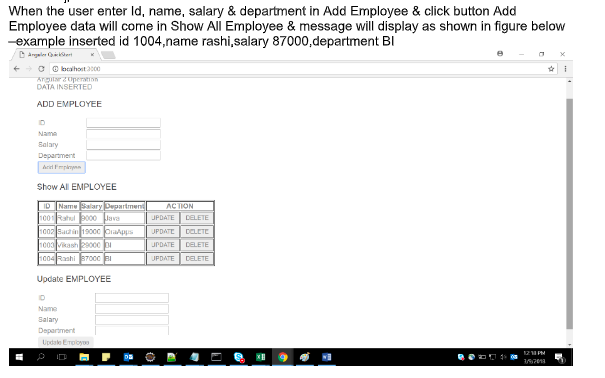 When the user enter Id, name, salary & department in Add Employee & click button Add
Employee data will come in Show All Employee & message will display as shown in figure below
–example inserted id 1004,name rashi,salary 87000,department BI
Angular QuickStart
localhost:3000
Angular 2 Operation
DATA INSERTED
ADD EMPLOYEE
ID
Name
Salary
Department
Add Employee
Show All EMPLOYEE
ID Name Salary Department ACTION
1001 Rahul 9000 Java UPDATE DELETE
1002 Sachin 19000 OraApps UPDATE DELETE
1003 Vikash 29000 BI UPDATE DELETE
1004 Rashi 87000 BI UPDATE DELETE
Update EMPLOYEE
ID
Name
Salary
Department
Update Employee
12:18 PM
3/5/2018